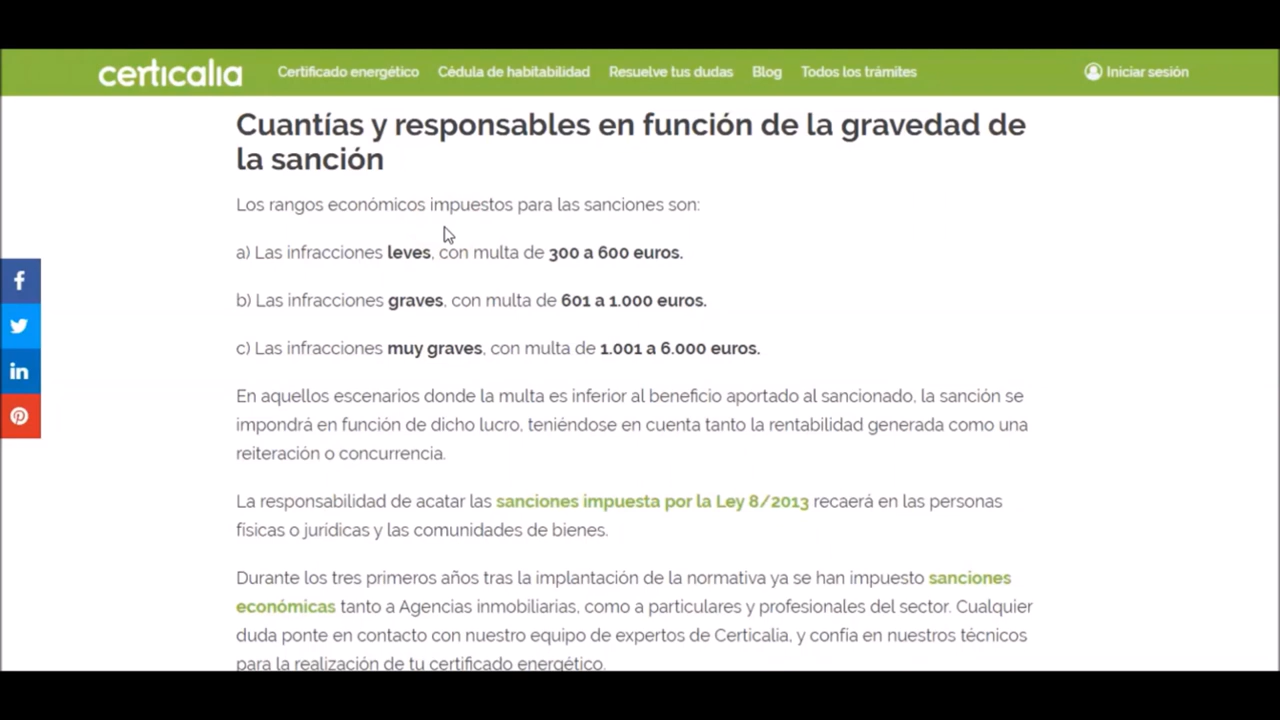 certicalia
Certificado energético
Cédula de habitabilidad
Resuelve tus dudas
Blog
Todos los trámites
Iniciar sesión
Cuantías y responsables en función de la gravedad de
la sanción
Los rangos económicos impuestos para las sanciones son:
a) Las infracciones leves, con multa de 300 a 600 euros.
b) Las infracciones graves, con multa de 601 a 1.000 euros.
c) Las infracciones muy graves, con multa de 1.001 a 6.000 euros.
En aquellos escenarios donde la multa es inferior al beneficio aportado al sancionado, la sanción se
impondrá en función de dicho lucro, teniéndose en cuenta tanto la rentabilidad generada como una
reiteración o concurrencia.
La responsabilidad de acatar las sanciones impuesta por la Ley 8/2013 recaerá en las personas
físicas o jurídicas y las comunidades de bienes.
Durante los tres primeros años tras la implantación de la normativa ya se han impuesto sanciones
económicas tanto a Agencias inmobiliarias, como a particulares y profesionales del sector. Cualquier
duda ponte en contacto con nuestro equipo de expertos de Certicalia, y confía en nuestros técnicos
para la realización de tu certificado energético.